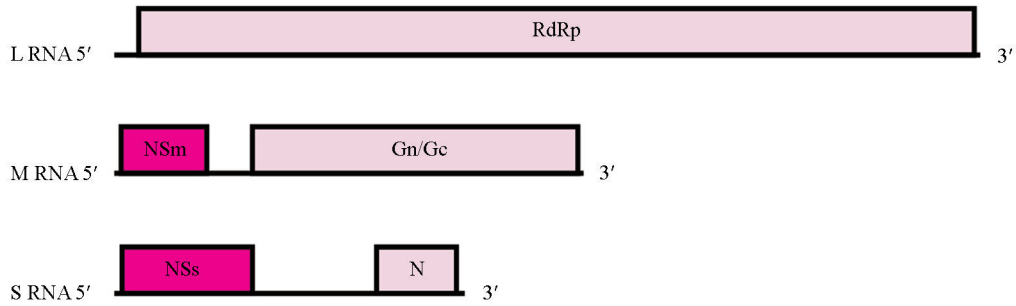 RdRp
L RNA 5′ 3′
NSm Gn/Gc
M RNA 5′ 3′
NSs N
S RNA 5′ 3′